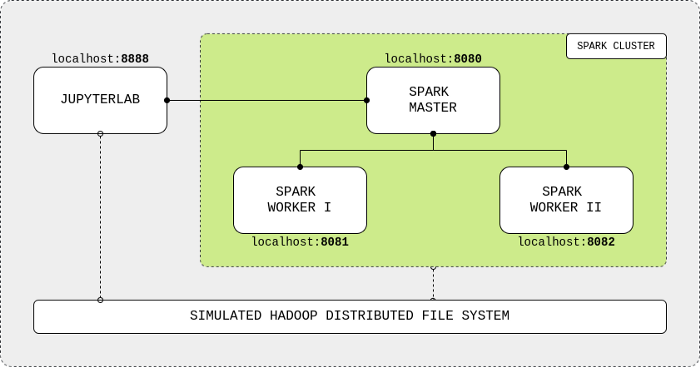 SPARK CLUSTER
localhost:8888
localhost:8080
JUPYTERLAB
SPARK
MASTER
SPARK
WORKER I
SPARK
WORKER II
localhost:8081
localhost:8082
SIMULATED HADOOP DISTRIBUTED FILE SYSTEM